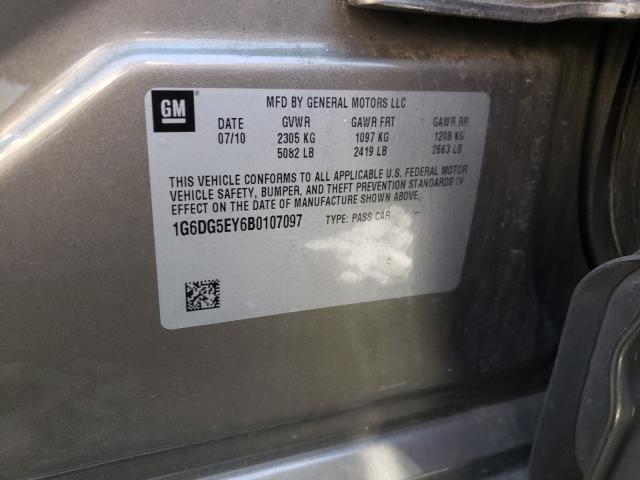 GM
MFD BY GENERAL MOTORS LLC
DATE GVWR GAWR FRT GAWR RR
07/10 2305 KG 1097 KG 1208 KG
5082 LB 2419 LB 2663 LB
THIS VEHICLE CONFORMS TO ALL APPLICABLE U.S. FEDERAL MOTOR
VEHICLE SAFETY, BUMPER, AND THEFT PREVENTION STANDARDS IN
EFFECT ON THE DATE OF MANUFACTURE SHOWN ABOVE.
1G6DG5EY6B0107097 TYPE: PASS CAR